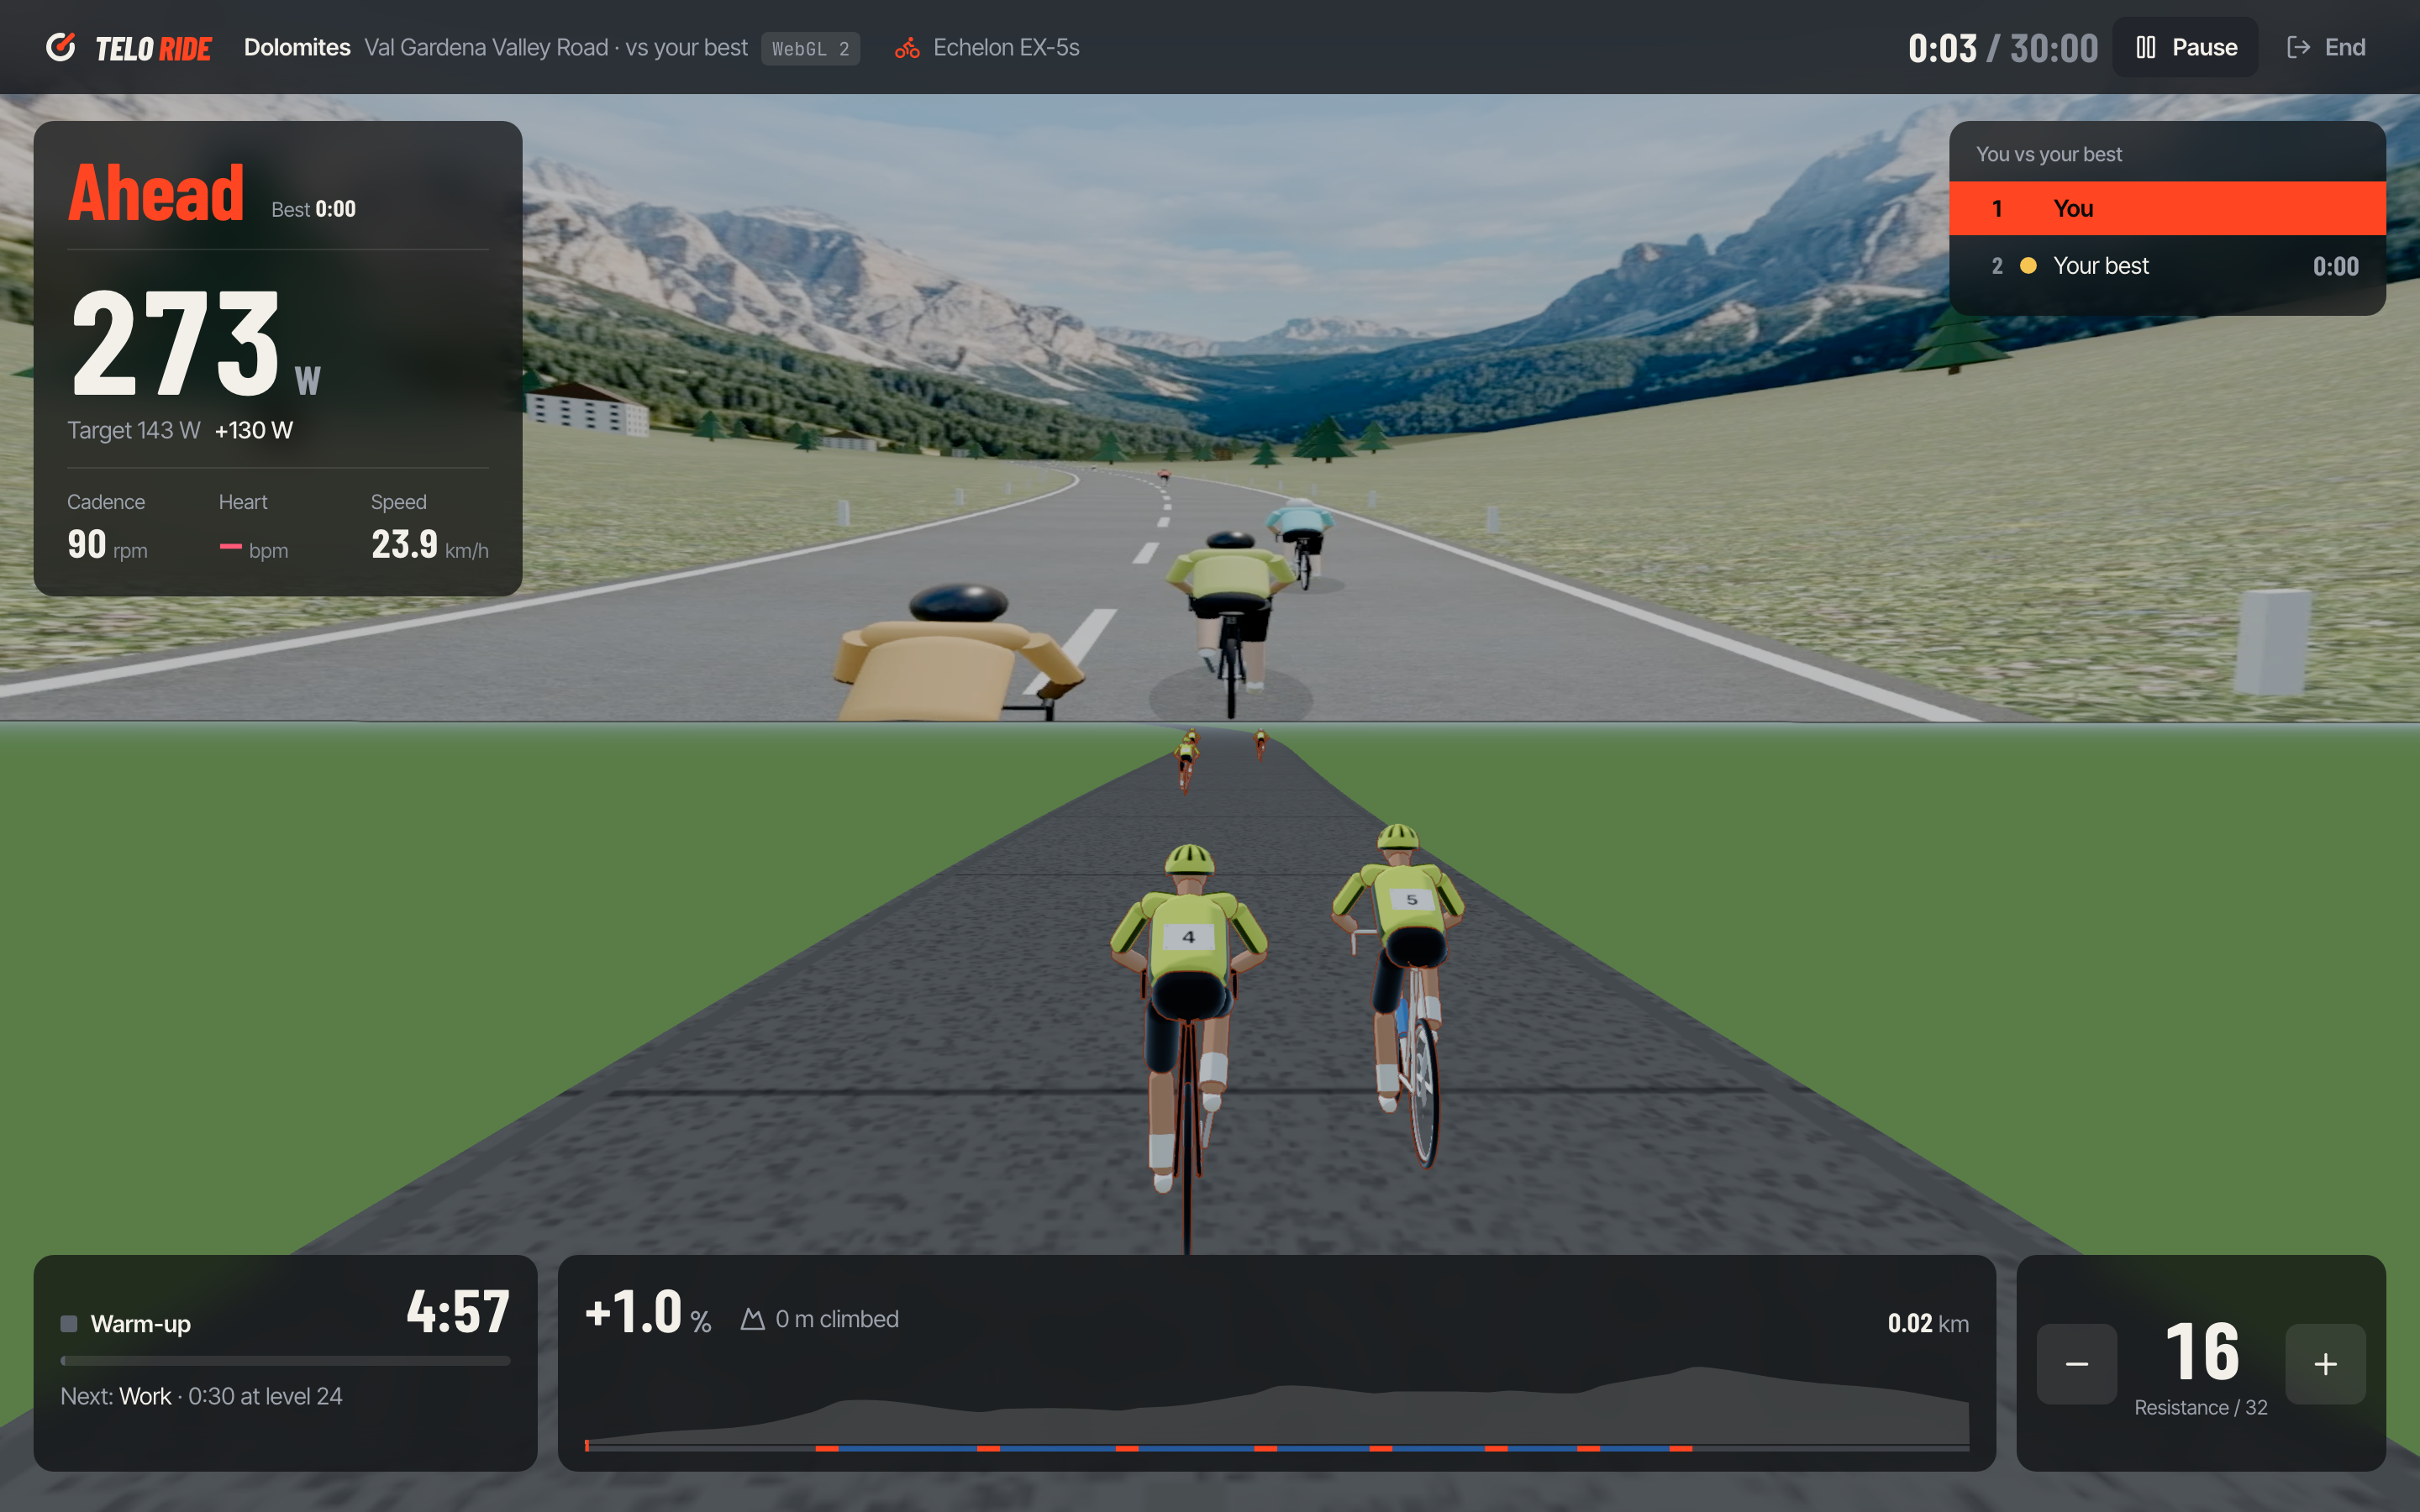 TELO RIDE Dolomites Val Gardena Valley Road · vs your best WebGL 2 Echelon EX-5s 0:03 / 30:00 Pause End
Ahead Best 0:00
273 W
Target 143 W +130 W
Cadence Heart Speed
90 rpm — bpm 23.9 km/h
You vs your best
1 You
2 Your best 0:00
4
5
Warm-up 4:57
Next: Work · 0:30 at level 24
+1.0 % 0 m climbed 0.02 km
− 16 +
Resistance / 32